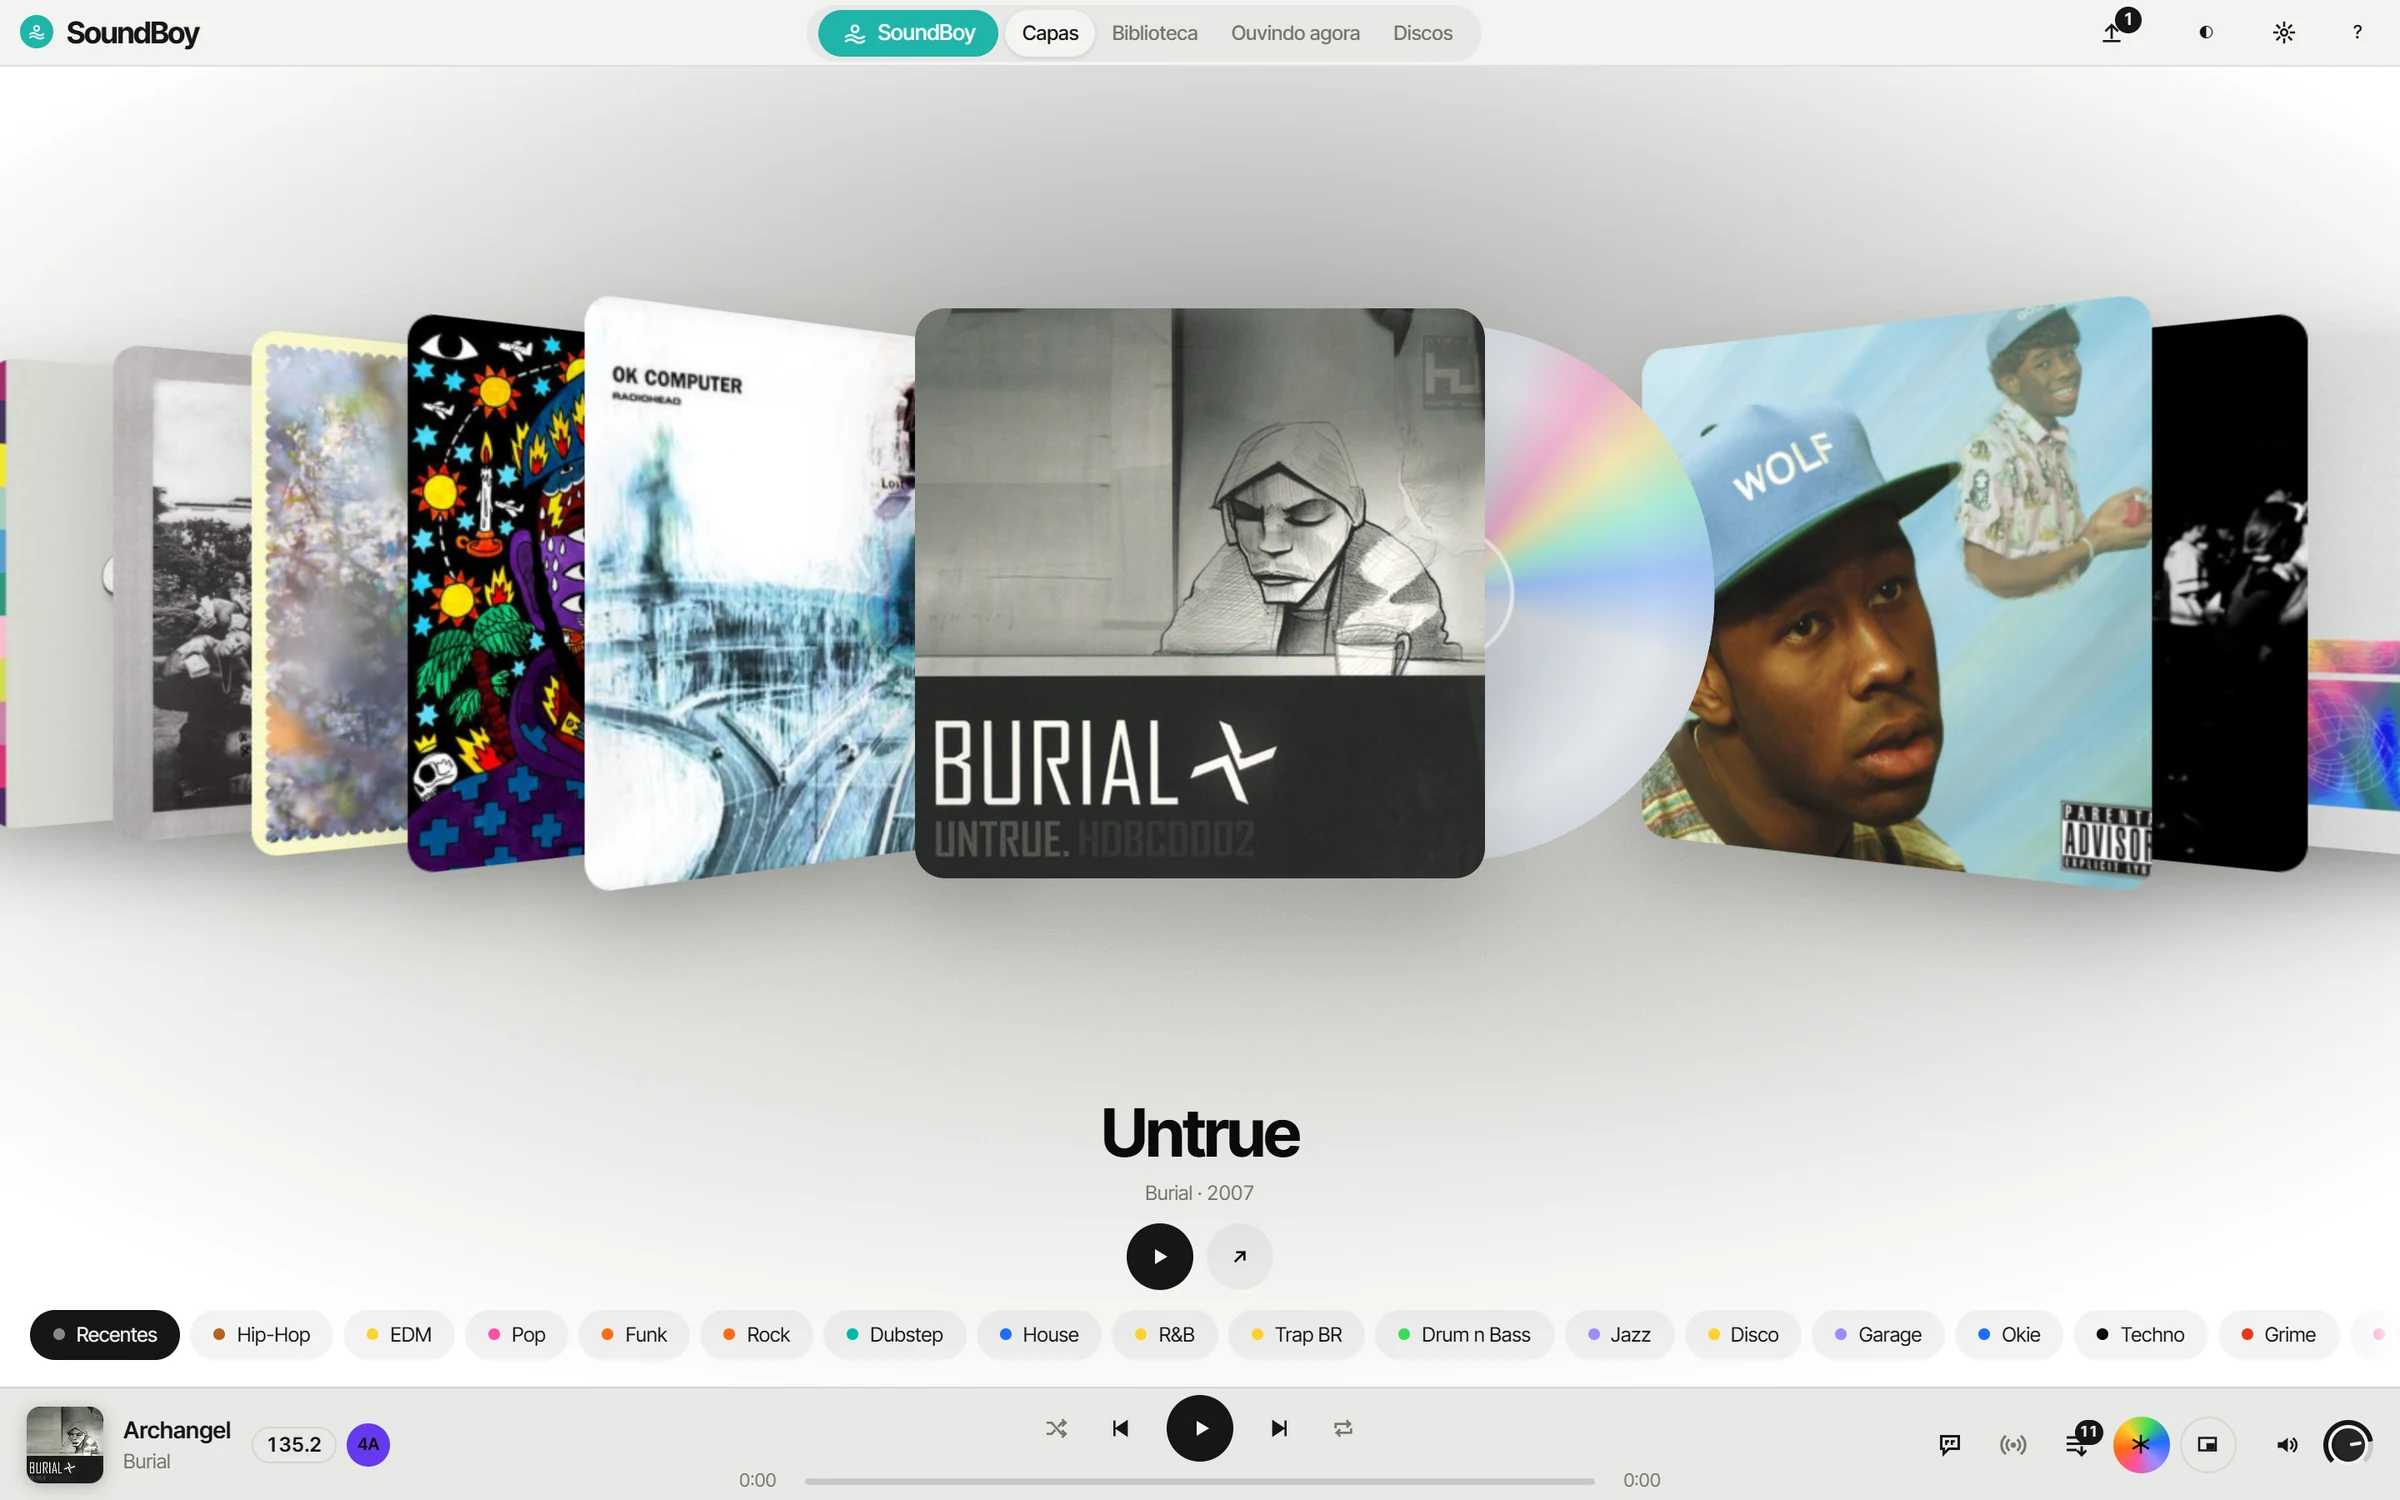 SoundBoy
SoundBoy
Capas
Biblioteca
Ouvindo agora
Discos
1
?
OK COMPUTER
RADIOHEAD
BURIAL
UNTRUE. HDBCD002
WOLF
Untrue
Burial · 2007
Recentes
Hip-Hop
EDM
Pop
Funk
Rock
Dubstep
House
R&B
Trap BR
Drum n Bass
Jazz
Disco
Garage
Okie
Techno
Grime
Archangel
Burial
135.2
4A
BURIAL
0:00
0:00
11